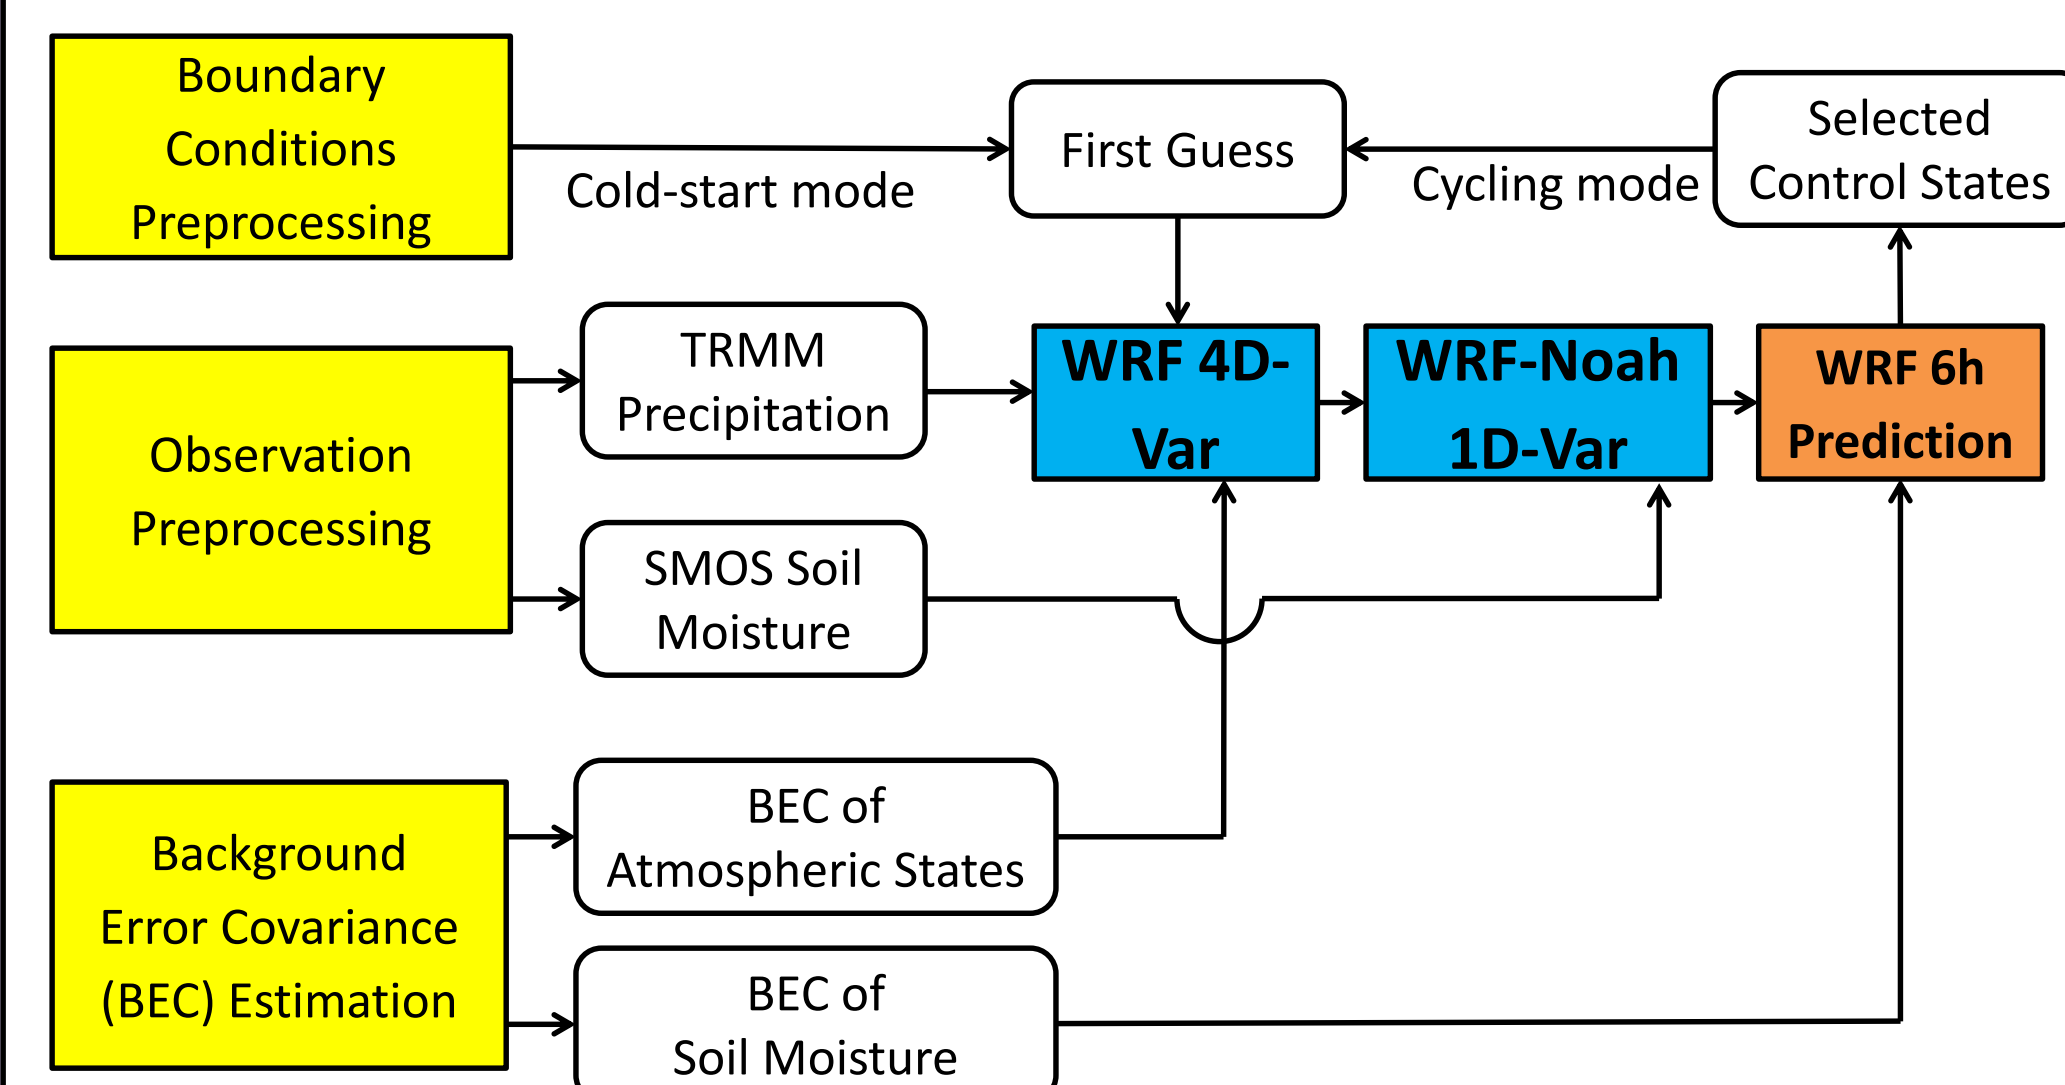 Boundary
Conditions
Preprocessing
Cold-start mode
First Guess
Cycling mode
Selected
Control States
Observation
Preprocessing
TRMM
Precipitation
SMOS Soil
Moisture
WRF 4D-
Var
WRF-Noah
1D-Var
WRF 6h
Prediction
Background
Error Covariance
(BEC) Estimation
BEC of
Atmospheric States
BEC of
Soil Moisture